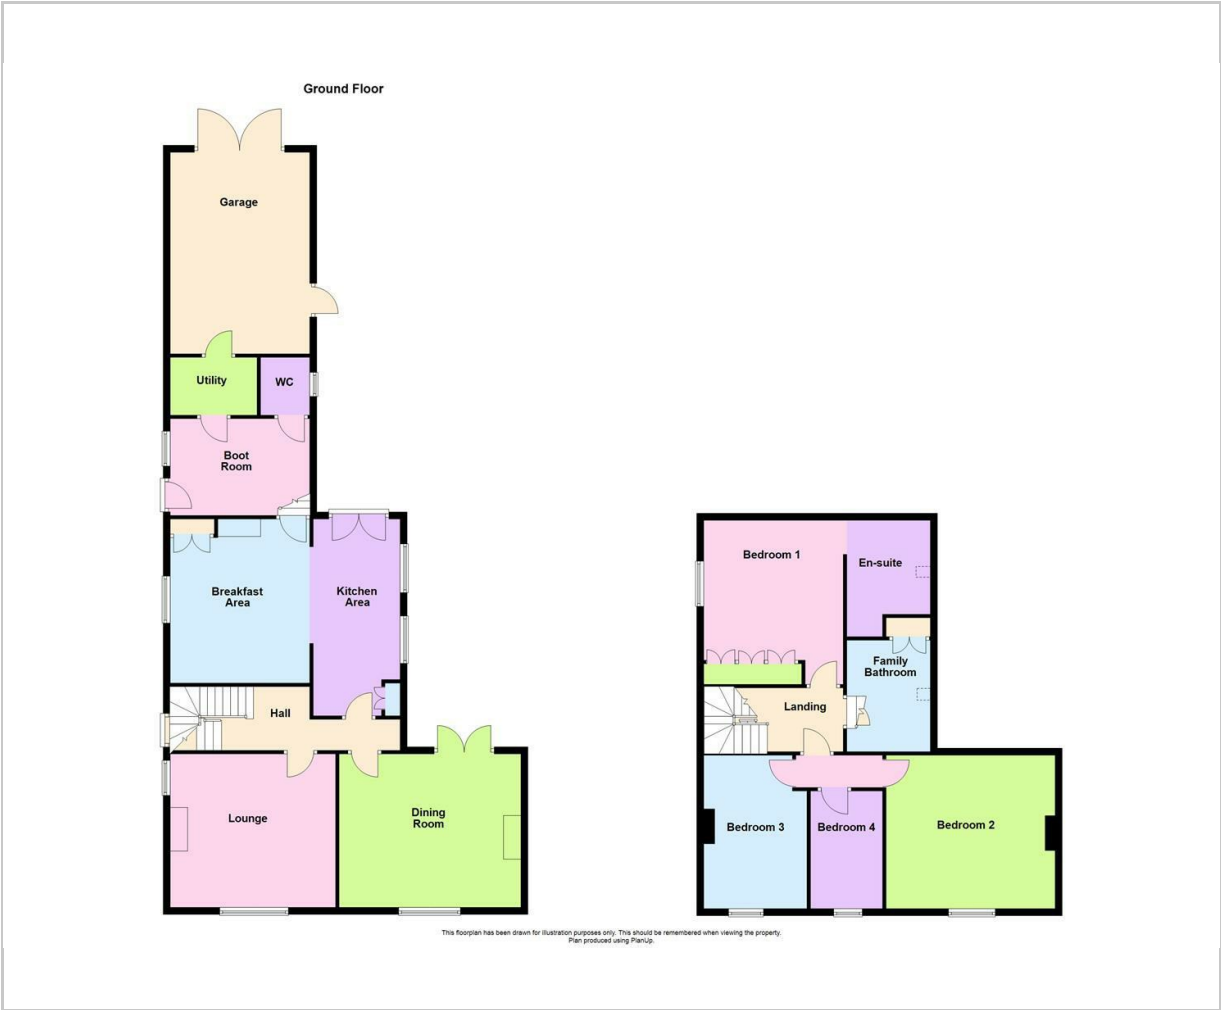 Ground Floor
Garage
Utility
WC
Boot
Room
Breakfast
Area
Kitchen
Area
Hall
Lounge
Dining
Room
Bedroom 1
En-suite
Family
Bathroom
Landing
Bedroom 3
Bedroom 4
Bedroom 2
This floorplan has been drawn for illustration purposes only. This should be remembered when viewing the property.
Plan produced using PlanUp.